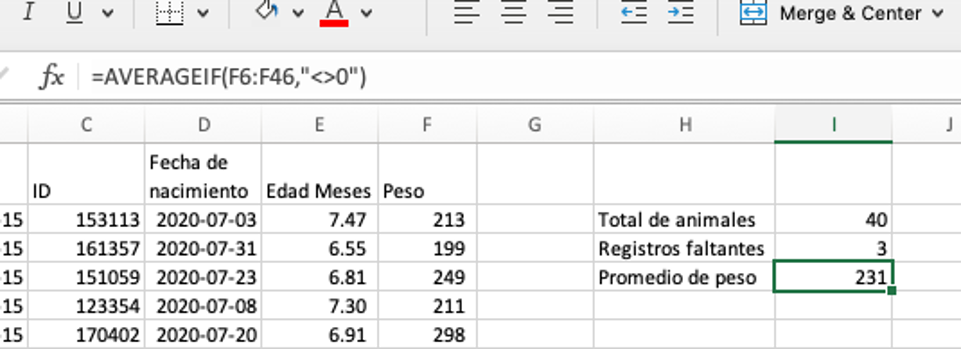 I U A Merge & Center
fx =AVERAGEIF(F6:F46,"<>0")
C D E F G H I J
Fecha de
ID nacimiento Edad Meses Peso
-15 153113 2020-07-03 7.47 213 Total de animales 40
-15 161357 2020-07-31 6.55 199 Registros faltantes 3
-15 151059 2020-07-23 6.81 249 Promedio de peso 231
-15 123354 2020-07-08 7.30 211
-15 170402 2020-07-20 6.91 298